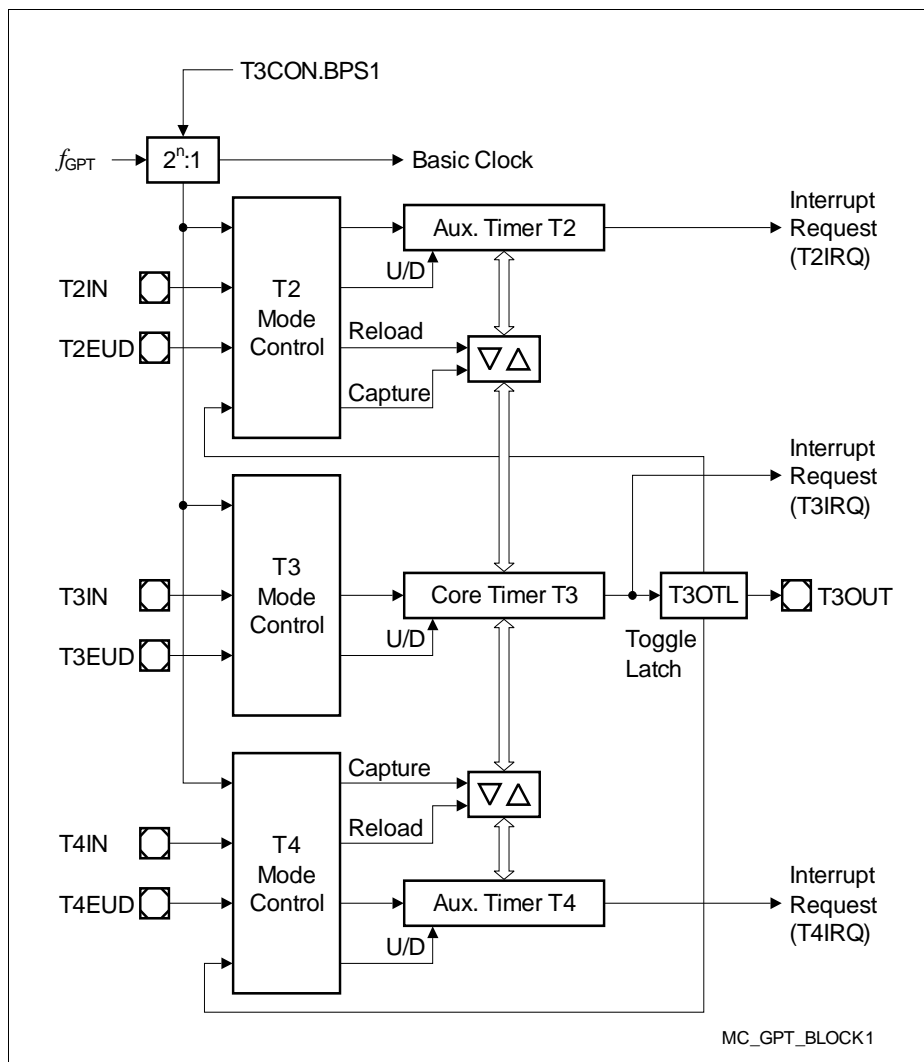 T3CON.BPS1
fGPT
2ⁿ:1
Basic Clock
Interrupt
Request
(T2IRQ)
Aux. Timer T2
U/D
T2IN
T2
Mode
Control
T2EUD
Reload
Capture
Interrupt
Request
(T3IRQ)
T3
Mode
Control
T3IN
Core Timer T3
T3OTL
T3OUT
T3EUD
U/D
Toggle
Latch
Capture
Reload
T4IN
T4
Mode
Control
T4EUD
Aux. Timer T4
U/D
Interrupt
Request
(T4IRQ)
MC_GPT_BLOCK1